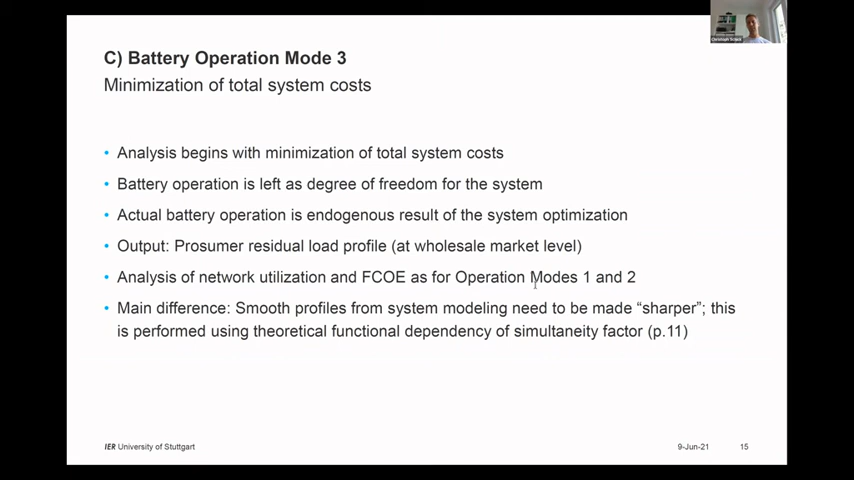 C) Battery Operation Mode 3
Minimization of total system costs
• Analysis begins with minimization of total system costs
• Battery operation is left as degree of freedom for the system
• Actual battery operation is endogenous result of the system optimization
• Output: Prosumer residual load profile (at wholesale market level)
• Analysis of network utilization and FCOE as for Operation Modes 1 and 2
• Main difference: Smooth profiles from system modeling need to be made “sharper”; this
is performed using theoretical functional dependency of simultaneity factor (p.11)
IER University of Stuttgart
9-Jun-21
15